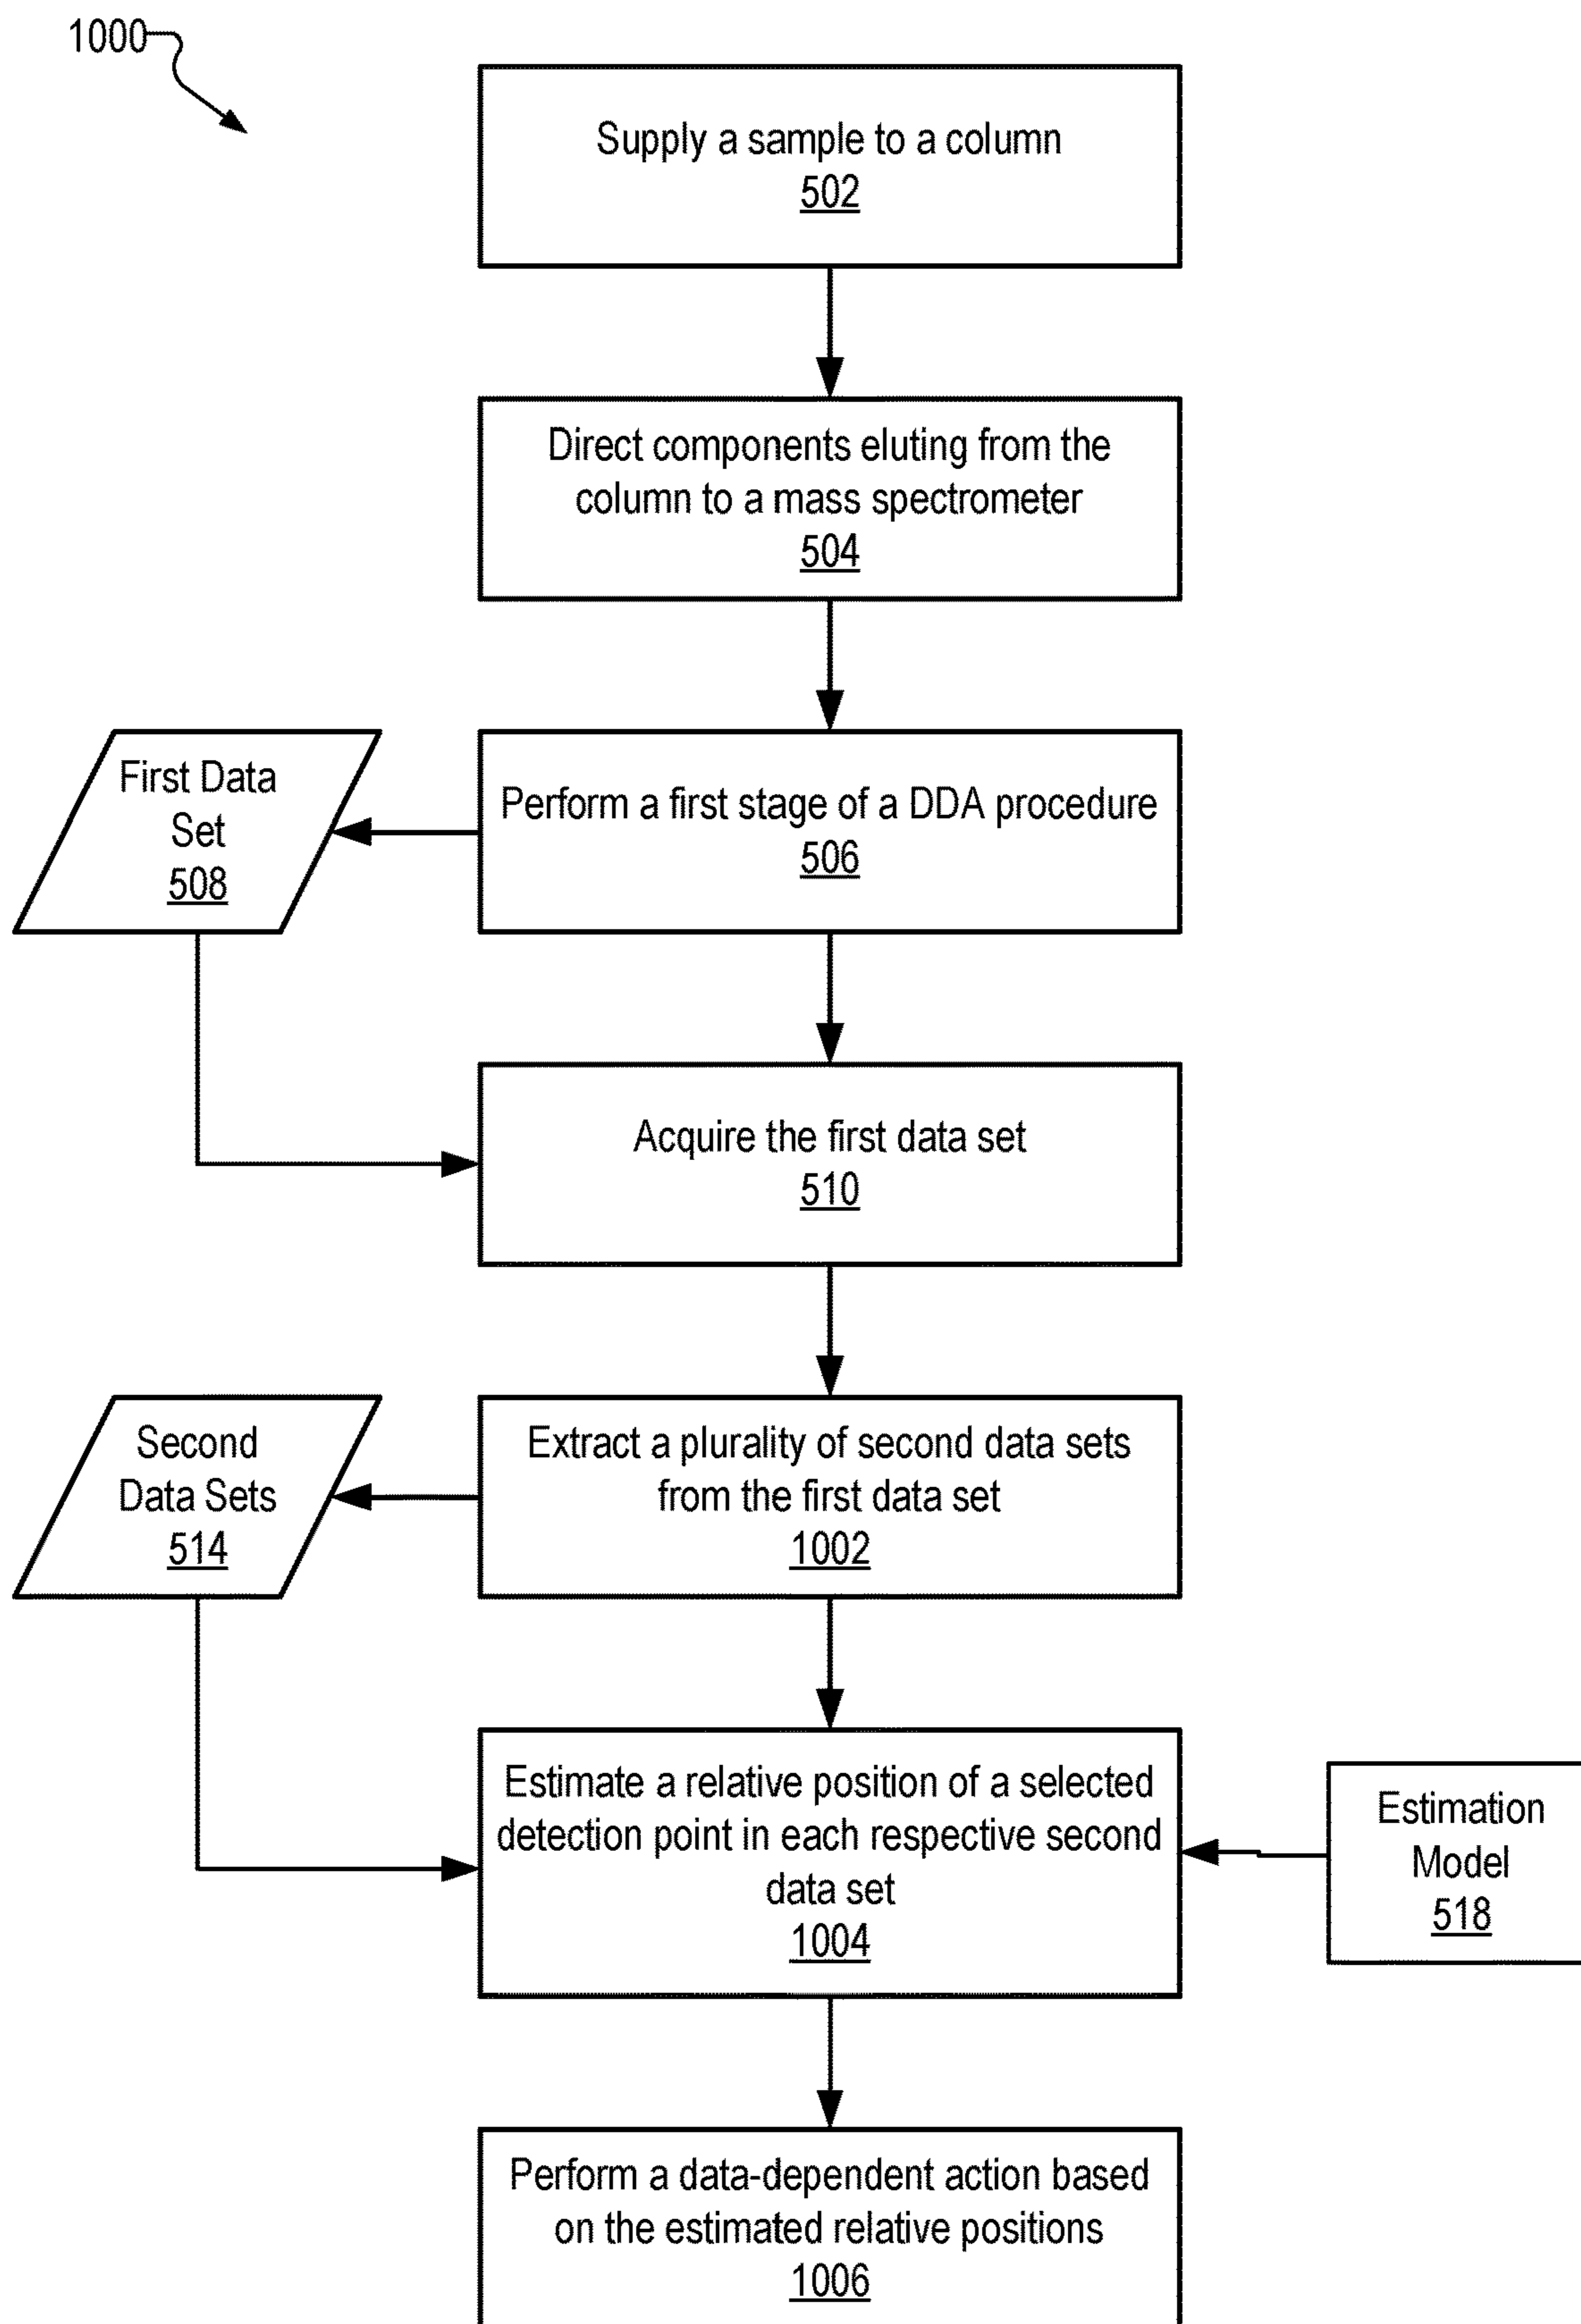 1000
Supply a sample to a column
502
Direct components eluting from the
column to a mass spectrometer
504
First Data
Set
508
Perform a first stage of a DDA procedure
506
Acquire the first data set
510
Second
Data Sets
514
Extract a plurality of second data sets
from the first data set
1002
Estimate a relative position of a selected
detection point in each respective second
data set
1004
Estimation
Model
518
Perform a data-dependent action based
on the estimated relative positions
1006